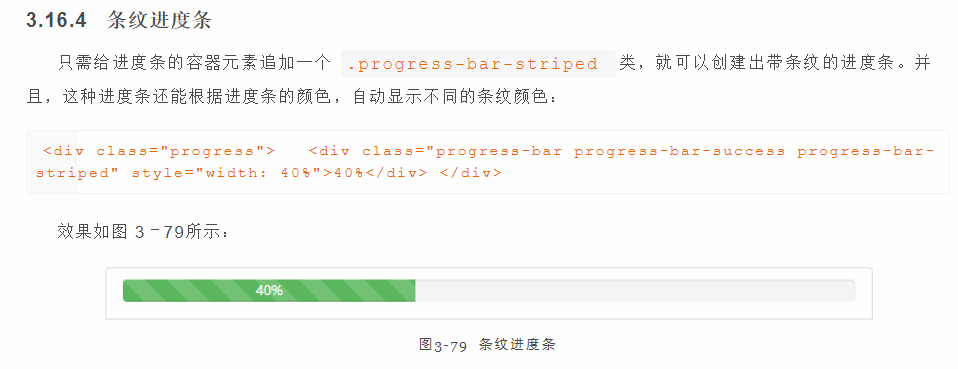 3.16.4 条纹进度条
只需给进度条的容器元素追加一个 .progress-bar-striped 类，就可以创建出带条纹的进度条。并
且，这种进度条还能根据进度条的颜色，自动显示不同的条纹颜色：
<div class="progress"> <div class="progress-bar progress-bar-success progress-bar-
striped" style="width: 40%">40%</div> </div>
效果如图 3－79所示：
40%
图3-79 条纹进度条